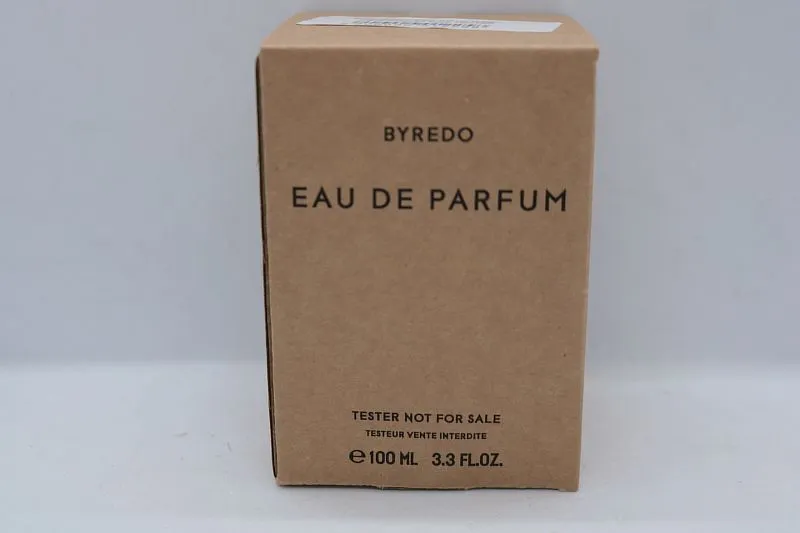 BYREDO
EAU DE PARFUM
TESTER NOT FOR SALE
TESTEUR VENTE INTERDITE
℮ 100 ML 3.3 FL.OZ.